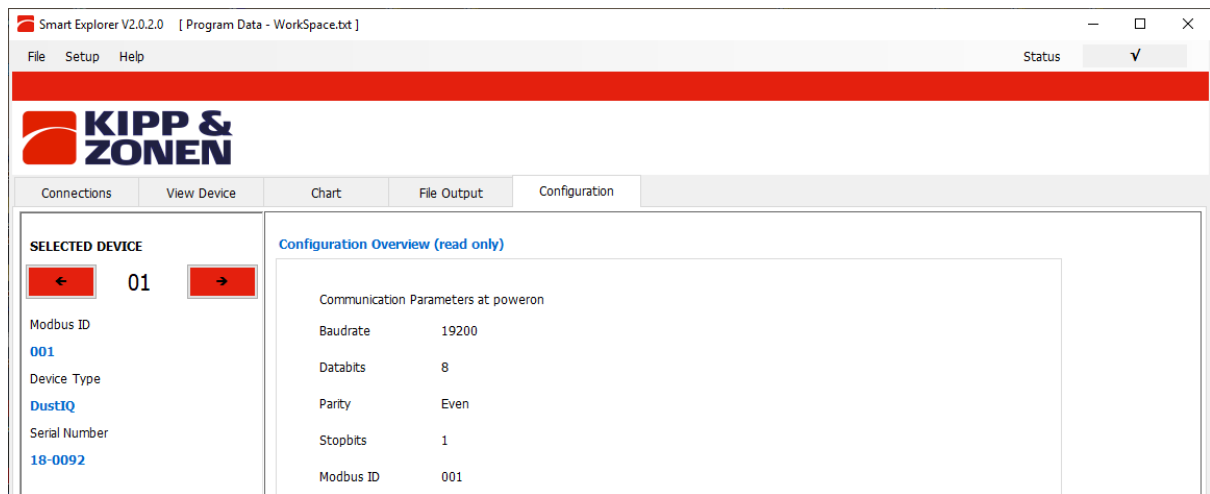 Smart Explorer V2.0.2.0 [ Program Data - WorkSpace.txt ]
File Setup Help Status √
KIPP &
ZONEN
Connections View Device Chart File Output Configuration
SELECTED DEVICE
← 01 →
Modbus ID
001
Device Type
DustIQ
Serial Number
18-0092
Configuration Overview (read only)
Communication Parameters at poweron
Baudrate 19200
Databits 8
Parity Even
Stopbits 1
Modbus ID 001